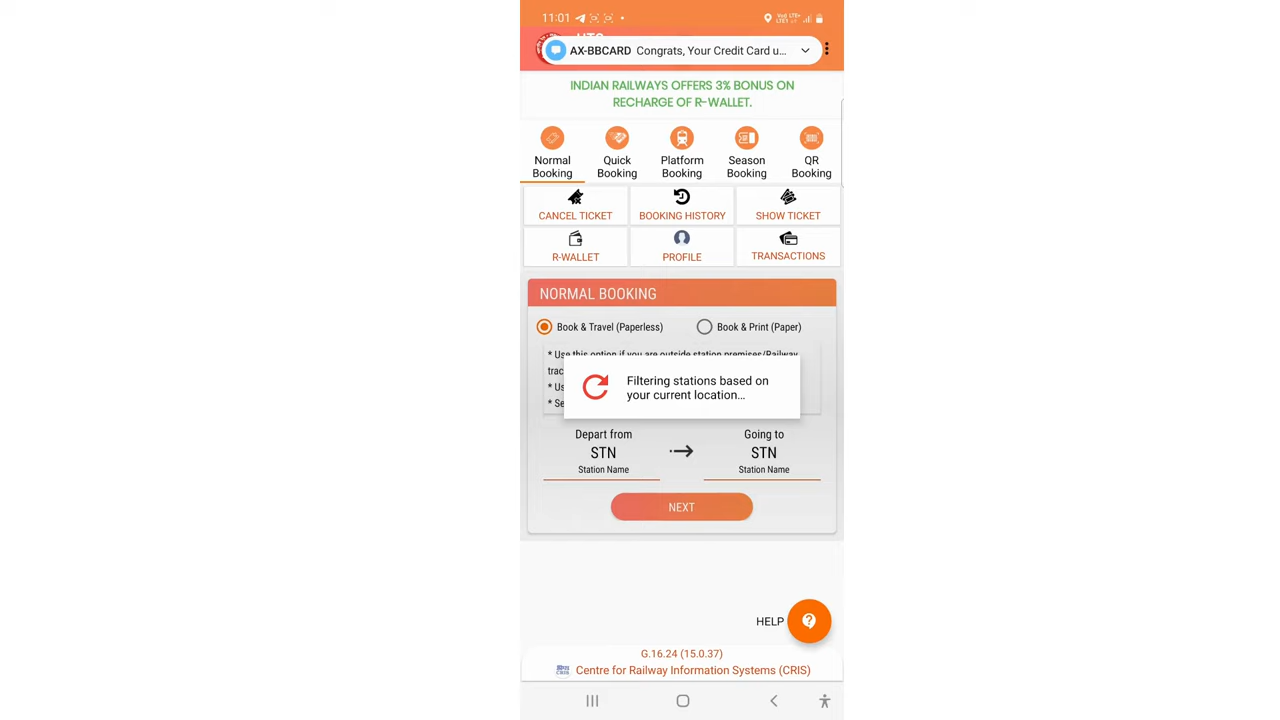 11:01
Vod LTE+
LTE1
AX-BBCARD Congrats, Your Credit Card u...
INDIAN RAILWAYS OFFERS 3% BONUS ON
RECHARGE OF R-WALLET.
Normal
Booking
Quick
Booking
Platform
Booking
Season
Booking
QR
Booking
CANCEL TICKET
BOOKING HISTORY
SHOW TICKET
R-WALLET
PROFILE
TRANSACTIONS
NORMAL BOOKING
Book & Travel (Paperless)
Book & Print (Paper)
* Use this option if you are outside station premises/Railway
trac
* Us
* Se
Filtering stations based on
your current location...
Depart from
STN
Station Name
Going to
STN
Station Name
NEXT
HELP
G.16.24 (15.0.37)
CRIS
Centre for Railway Information Systems (CRIS)